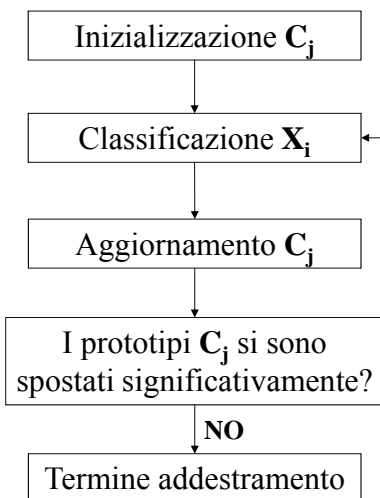 Inizializzazione Cj
Classificazione Xi
Aggiornamento Cj
I prototipi Cj si sono
spostati significativamente?
NO
Termine addestramento